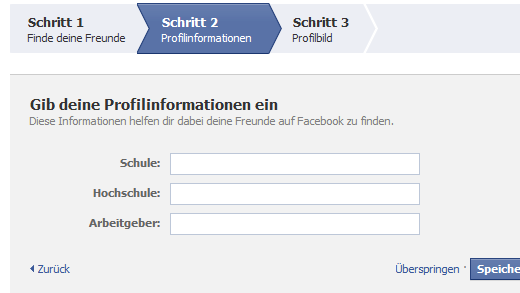 Schritt 1
Finde deine Freunde
Schritt 2
Profilinformationen
Schritt 3
Profilbild
Gib deine Profilinformationen ein
Diese Informationen helfen dir dabei deine Freunde auf Facebook zu finden.
Schule:
Hochschule:
Arbeitgeber:
Zurück
Überspringen ·
Speiche